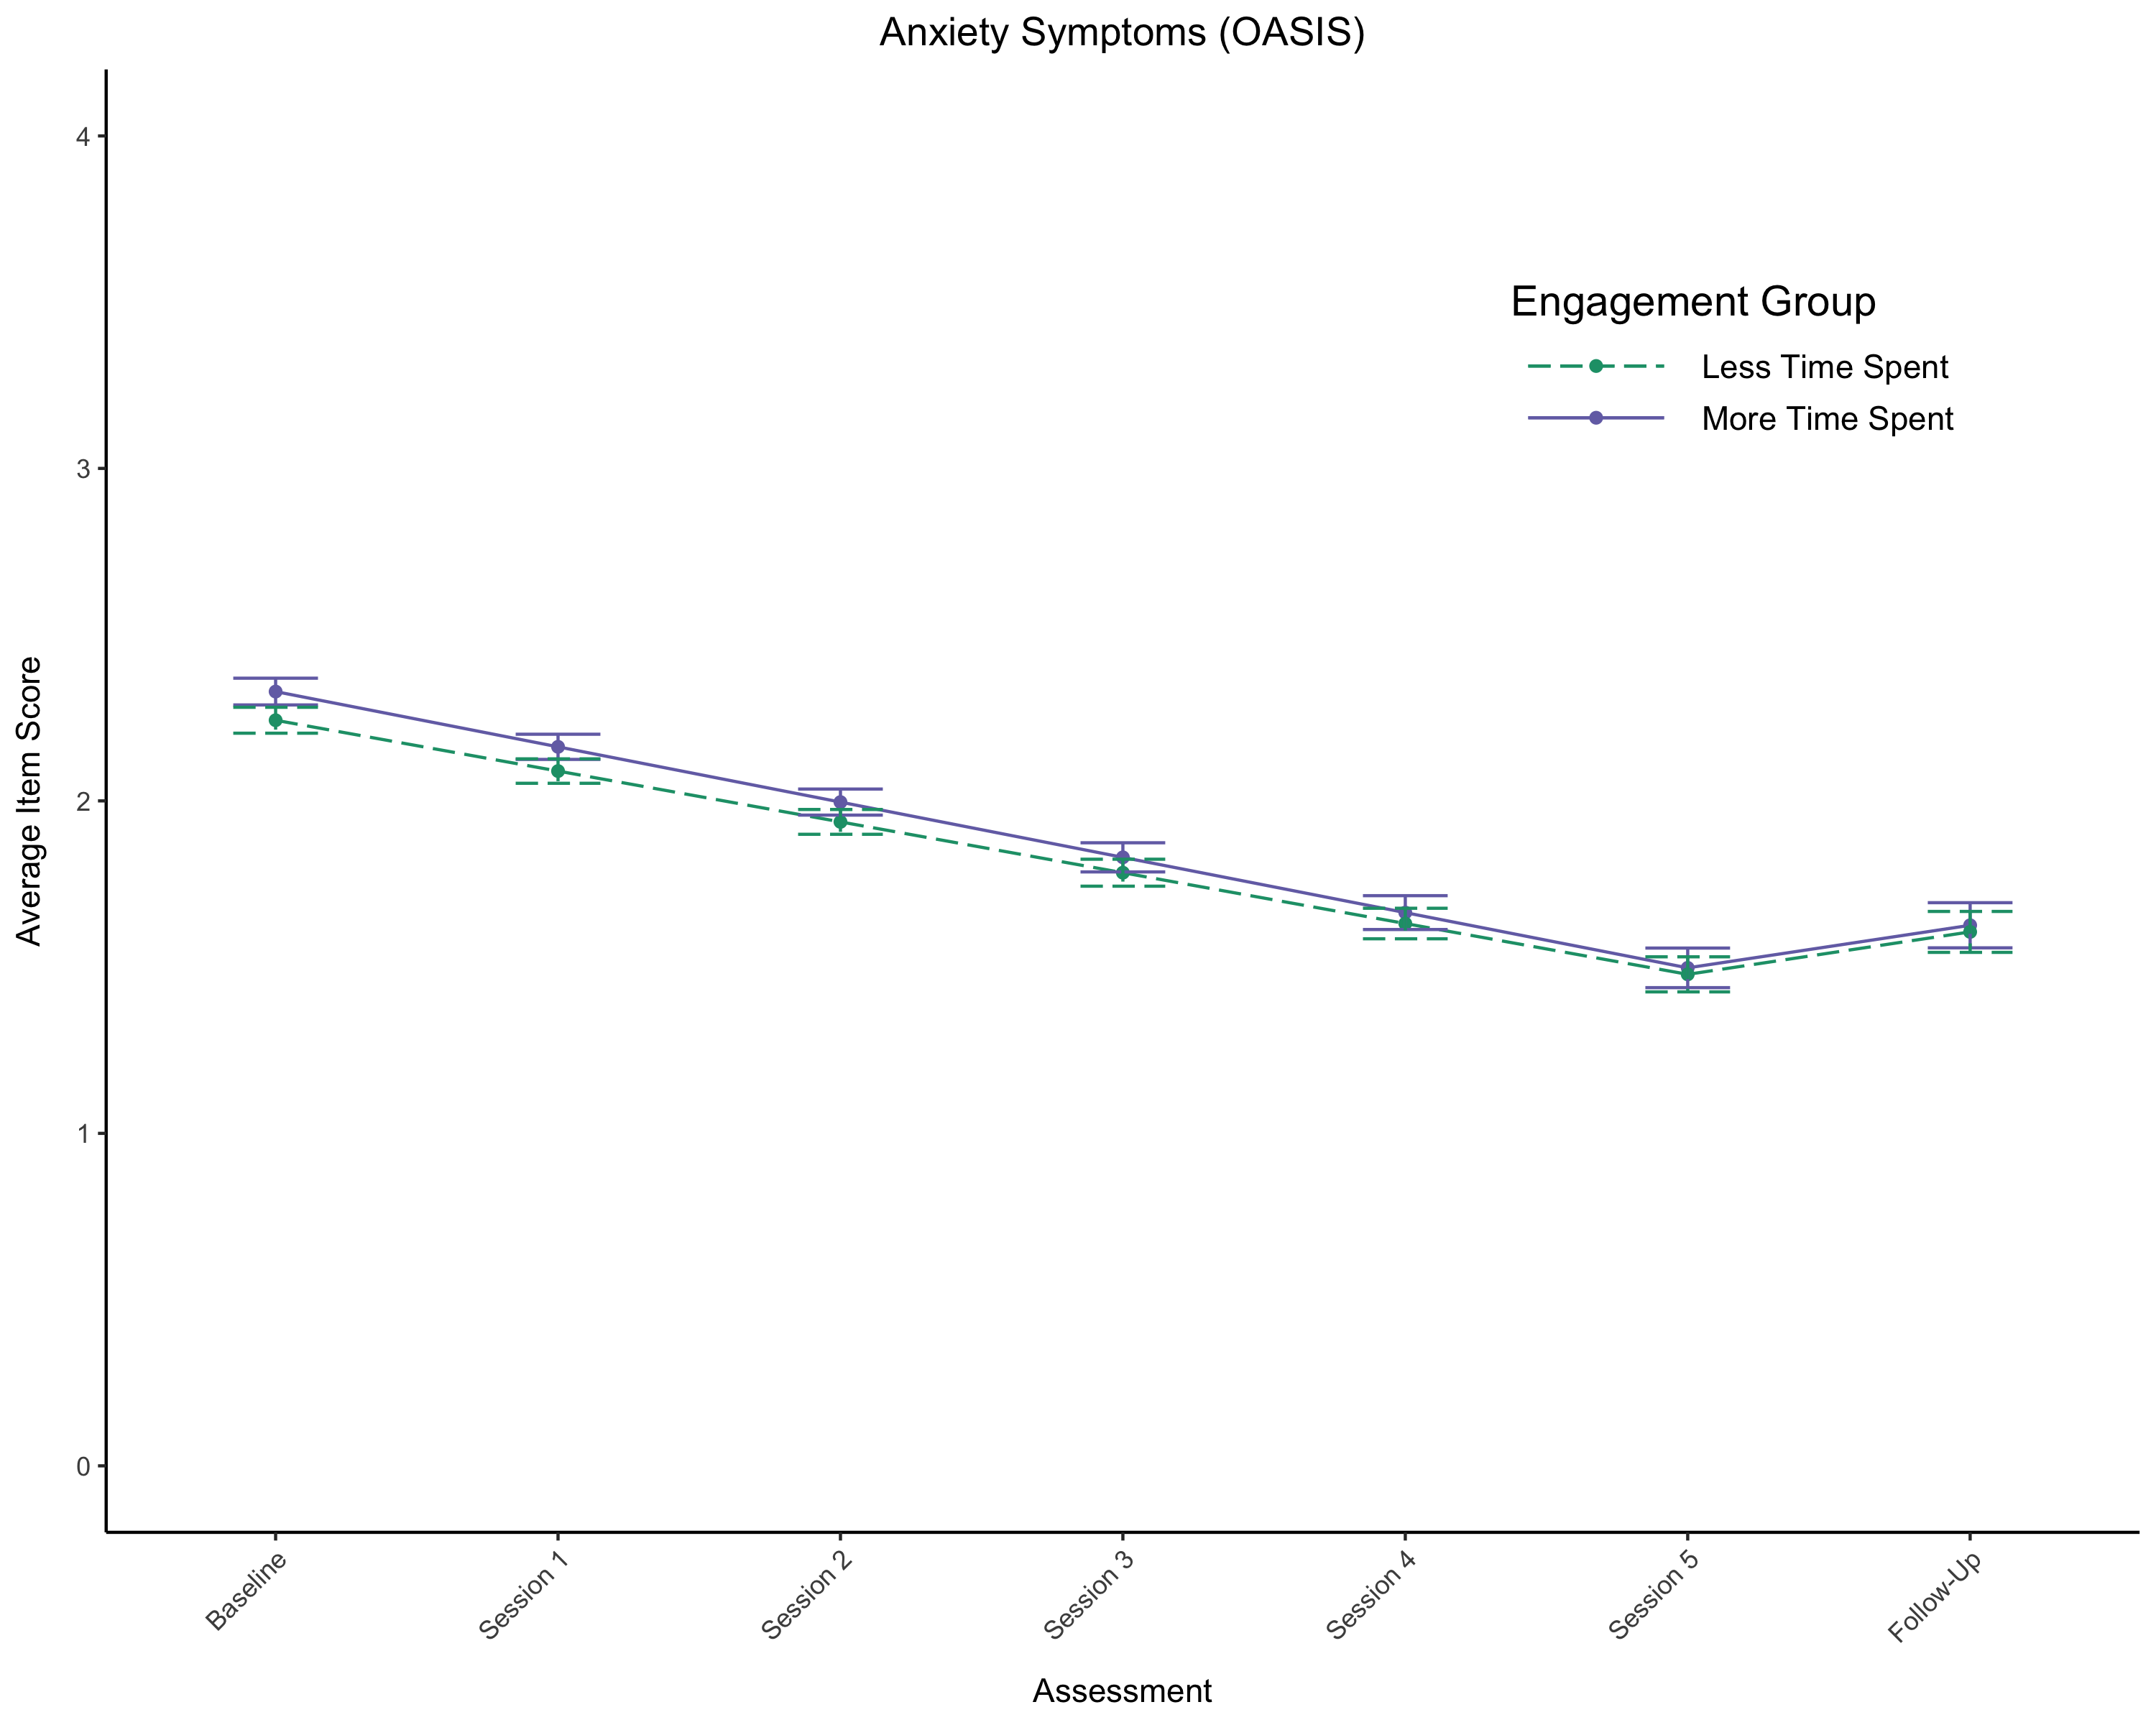 Anxiety Symptoms (OASIS)
4
3
2
1
0
Average Item Score
Engagement Group
Less Time Spent
More Time Spent
Baseline
Session 1
Session 2
Session 3
Session 4
Session 5
Follow-Up
Assessment